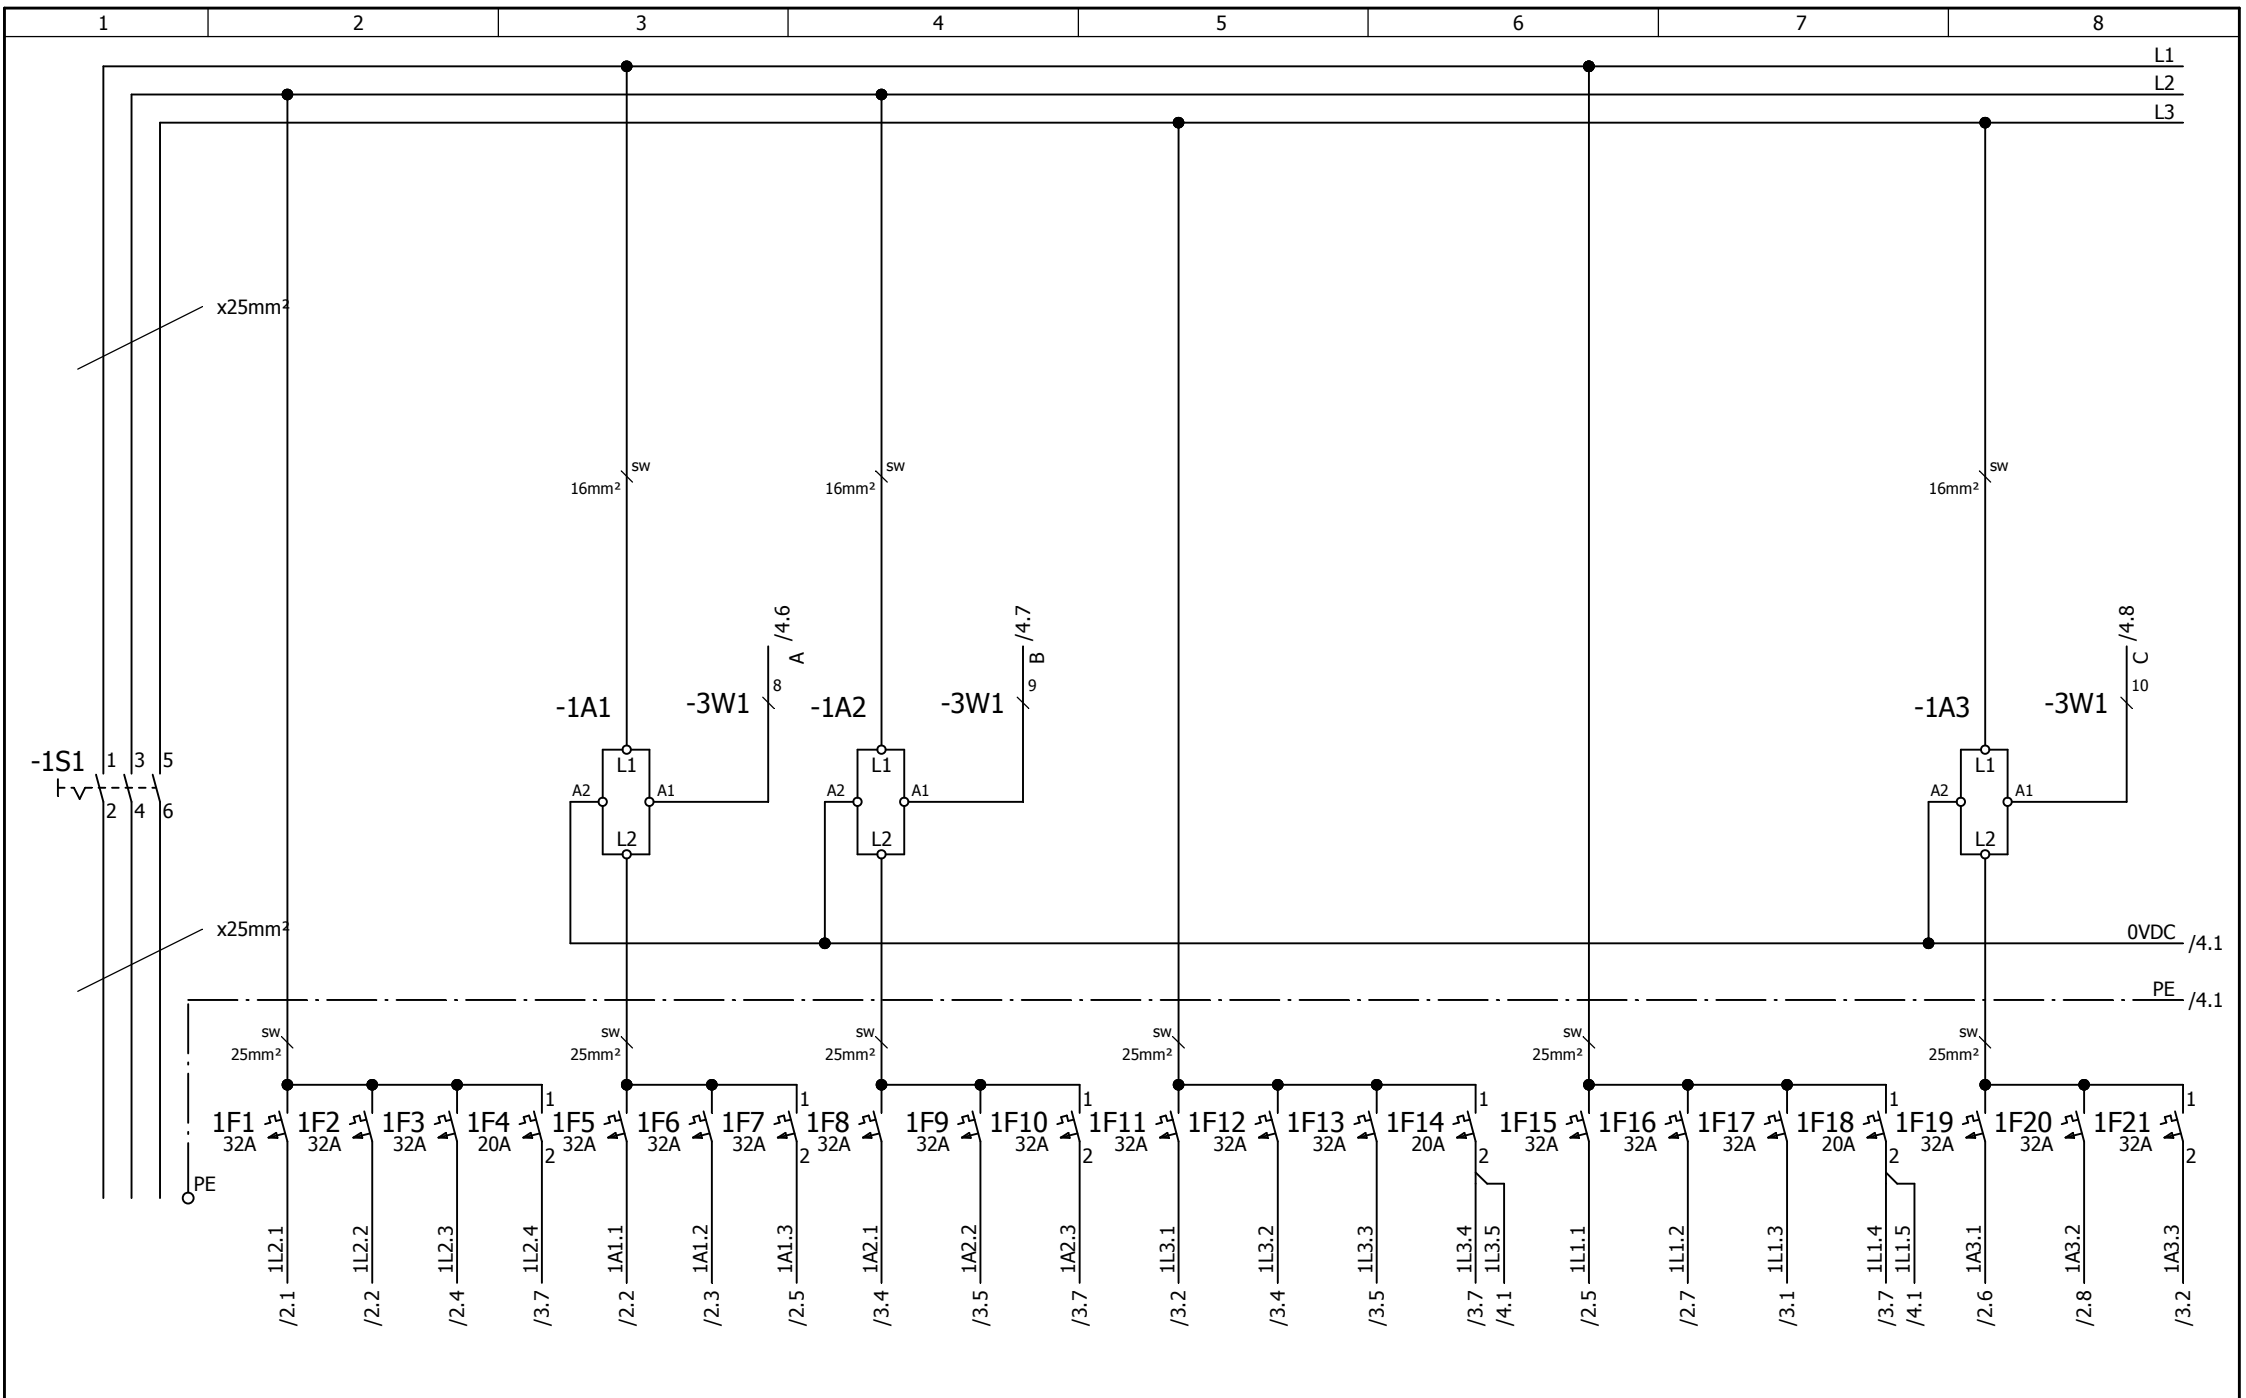 1 2 3 4 5 6 7 8
L1
L2
L3
x25mm²
sw sw sw
16mm² 16mm² 16mm²
/4.6 /4.7 /4.8
A B C
8 9 10
-1A1 -3W1 -1A2 -3W1 -1A3 -3W1
-1S1 1 3 5
L1 L1 L1
A2 A1 A2 A1 A2 A1
2 4 6
L2 L2 L2
x25mm²
0VDC /4.1
PE /4.1
sw sw sw sw sw sw
25mm² 25mm² 25mm² 25mm² 25mm² 25mm²
1 1 1 1 1 1
1F1 1F2 1F3 1F4 1F5 1F6 1F7 1F8 1F9 1F10 1F11 1F12 1F13 1F14 1F15 1F16 1F17 1F18 1F19 1F20 1F21
32A 32A 32A 20A 32A 32A 32A 32A 32A 32A 32A 32A 32A 20A 32A 32A 32A 20A 32A 32A 32A
2 2 2 2 2 2
PE
1L2.1 1L2.2 1L2.3 1L2.4 1A1.1 1A1.2 1A1.3 1A2.1 1A2.2 1A2.3 1L3.1 1L3.2 1L3.3 1L3.4 1L3.5 1L1.1 1L1.2 1L1.3 1L1.4 1L1.5 1A3.1 1A3.2 1A3.3
/2.1 /2.2 /2.4 /3.7 /2.2 /2.3 /2.5 /3.4 /3.5 /3.7 /3.2 /3.4 /3.5 /3.7 /4.1 /2.5 /2.7 /3.1 /3.7 /4.1 /2.6 /2.8 /3.2